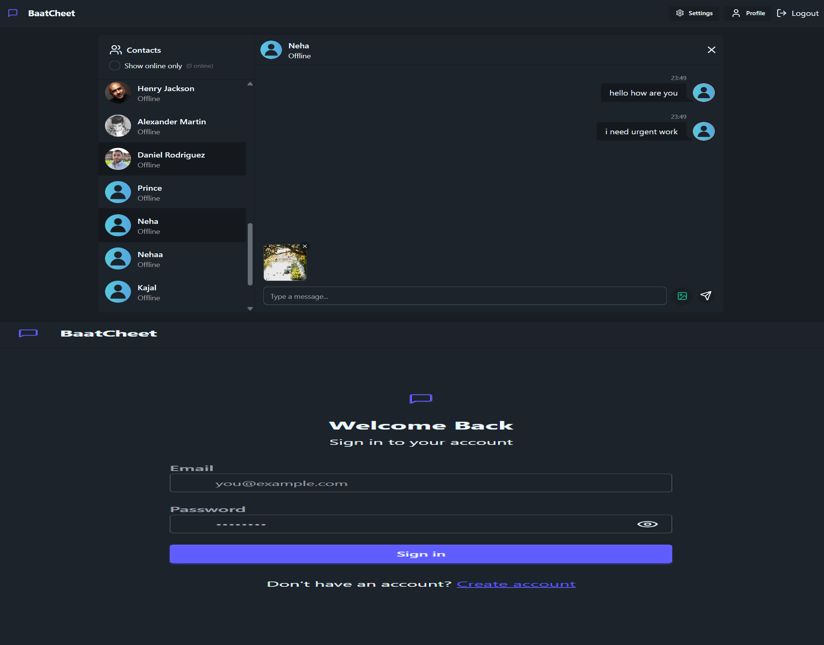 BaatCheet
Settings
Profile
Logout
Contacts
Show online only (0 online)
Henry Jackson
Offline
Alexander Martin
Offline
Daniel Rodriguez
Offline
Prince
Offline
Neha
Offline
Nehaa
Offline
Kajal
Offline
Neha
Offline
23:49
hello how are you
23:49
i need urgent work
Type a message...
BaatCheet
Welcome Back
Sign in to your account
Email
you@example.com
Password
Sign in
Don't have an account? Create account